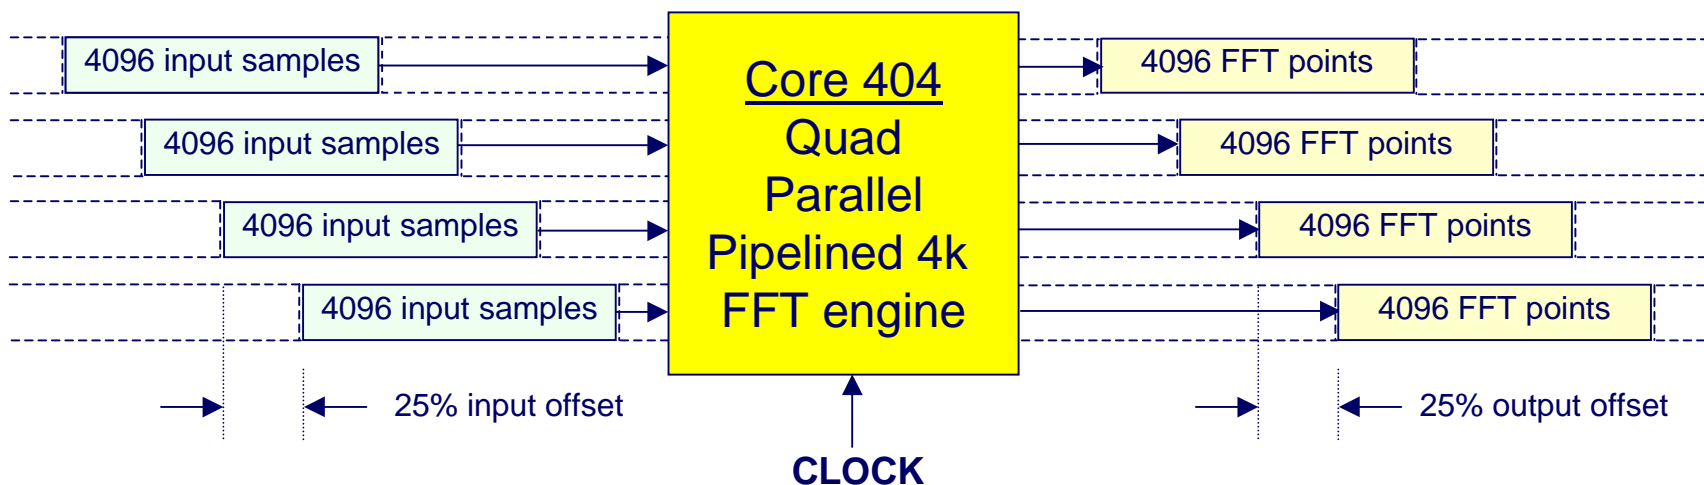 4096 input samples
4096 input samples
4096 input samples
4096 input samples
25% input offset
Core 404
Quad
Parallel
Pipelined 4k
FFT engine
CLOCK
4096 FFT points
4096 FFT points
4096 FFT points
4096 FFT points
25% output offset